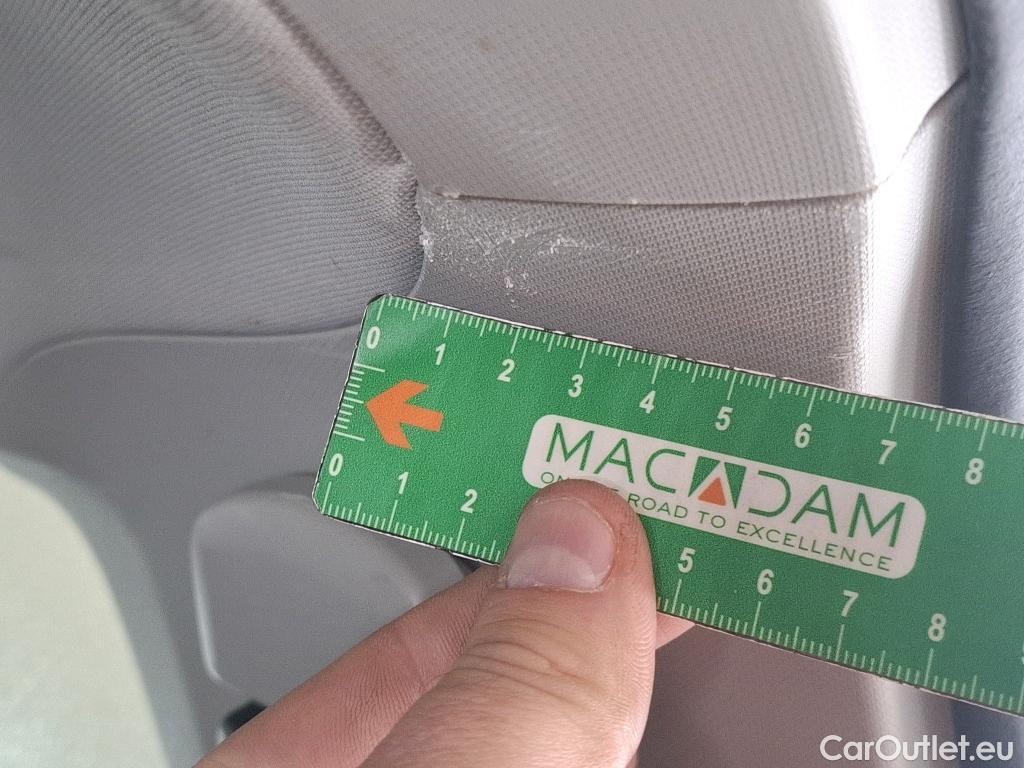 0 1 2 3 4 5 6 7 8
MACADAM
ROAD TO EXCELLENCE
0 1 2 5 6 7 8
CarOutlet.eu